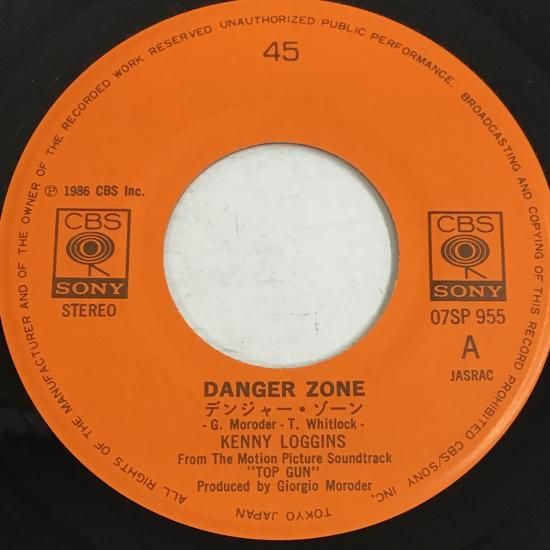 ALL RIGHTS OF THE MANUFACTURER AND OF THE OWNER OF THE RECORDED WORK RESERVED UNAUTHORIZED PUBLIC PERFORMANCE, BROADCASTING AND COPYING OF THIS RECORD PROHIBITED CBS/SONY INC.
TOKYO JAPAN
45
℗ 1986 CBS Inc.
CBS
SONY
STEREO
CBS
SONY
07SP 955
A
JASRAC
DANGER ZONE
デンジャー・ゾーン
- G. Moroder - T. Whitlock -
KENNY LOGGINS
From The Motion Picture Soundtrack
"TOP GUN"
Produced by Giorgio Moroder